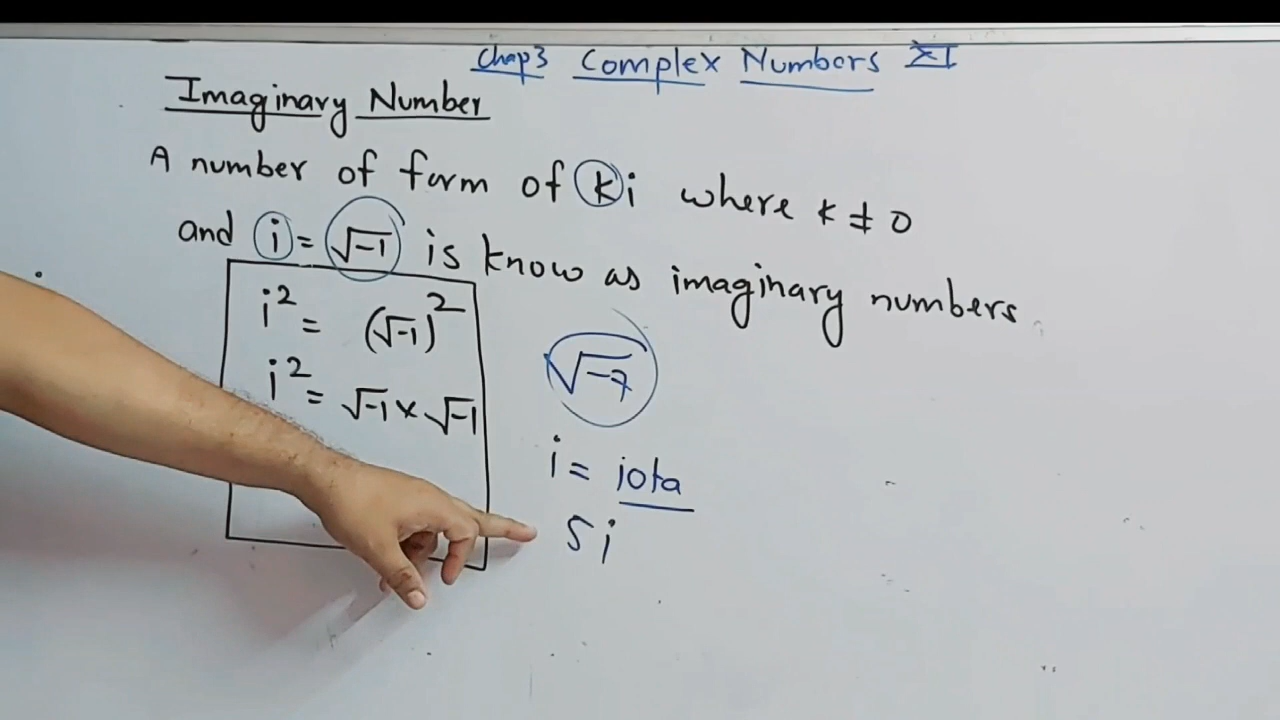 Chap3 Complex Numbers XI
Imaginary Number
A number of form of ki where k ≠ 0
and i = √-1 is know as imaginary numbers
i² = (√-1)²
i² = √-1 × √-1
√-7
i = iota
5i